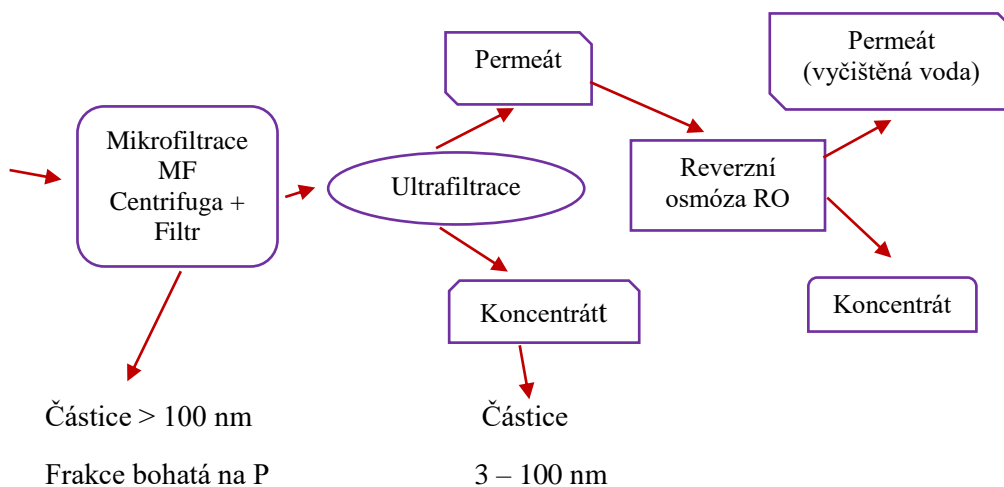 Permeát
Permeát
(vyčištěná voda)
Mikrofiltrace
MF
Centrifuga +
Filtr
Ultrafiltrace
Reverzní
osmóza RO
Koncentrátt
Koncentrát
Částice > 100 nm
Částice
Frakce bohatá na P
3 – 100 nm